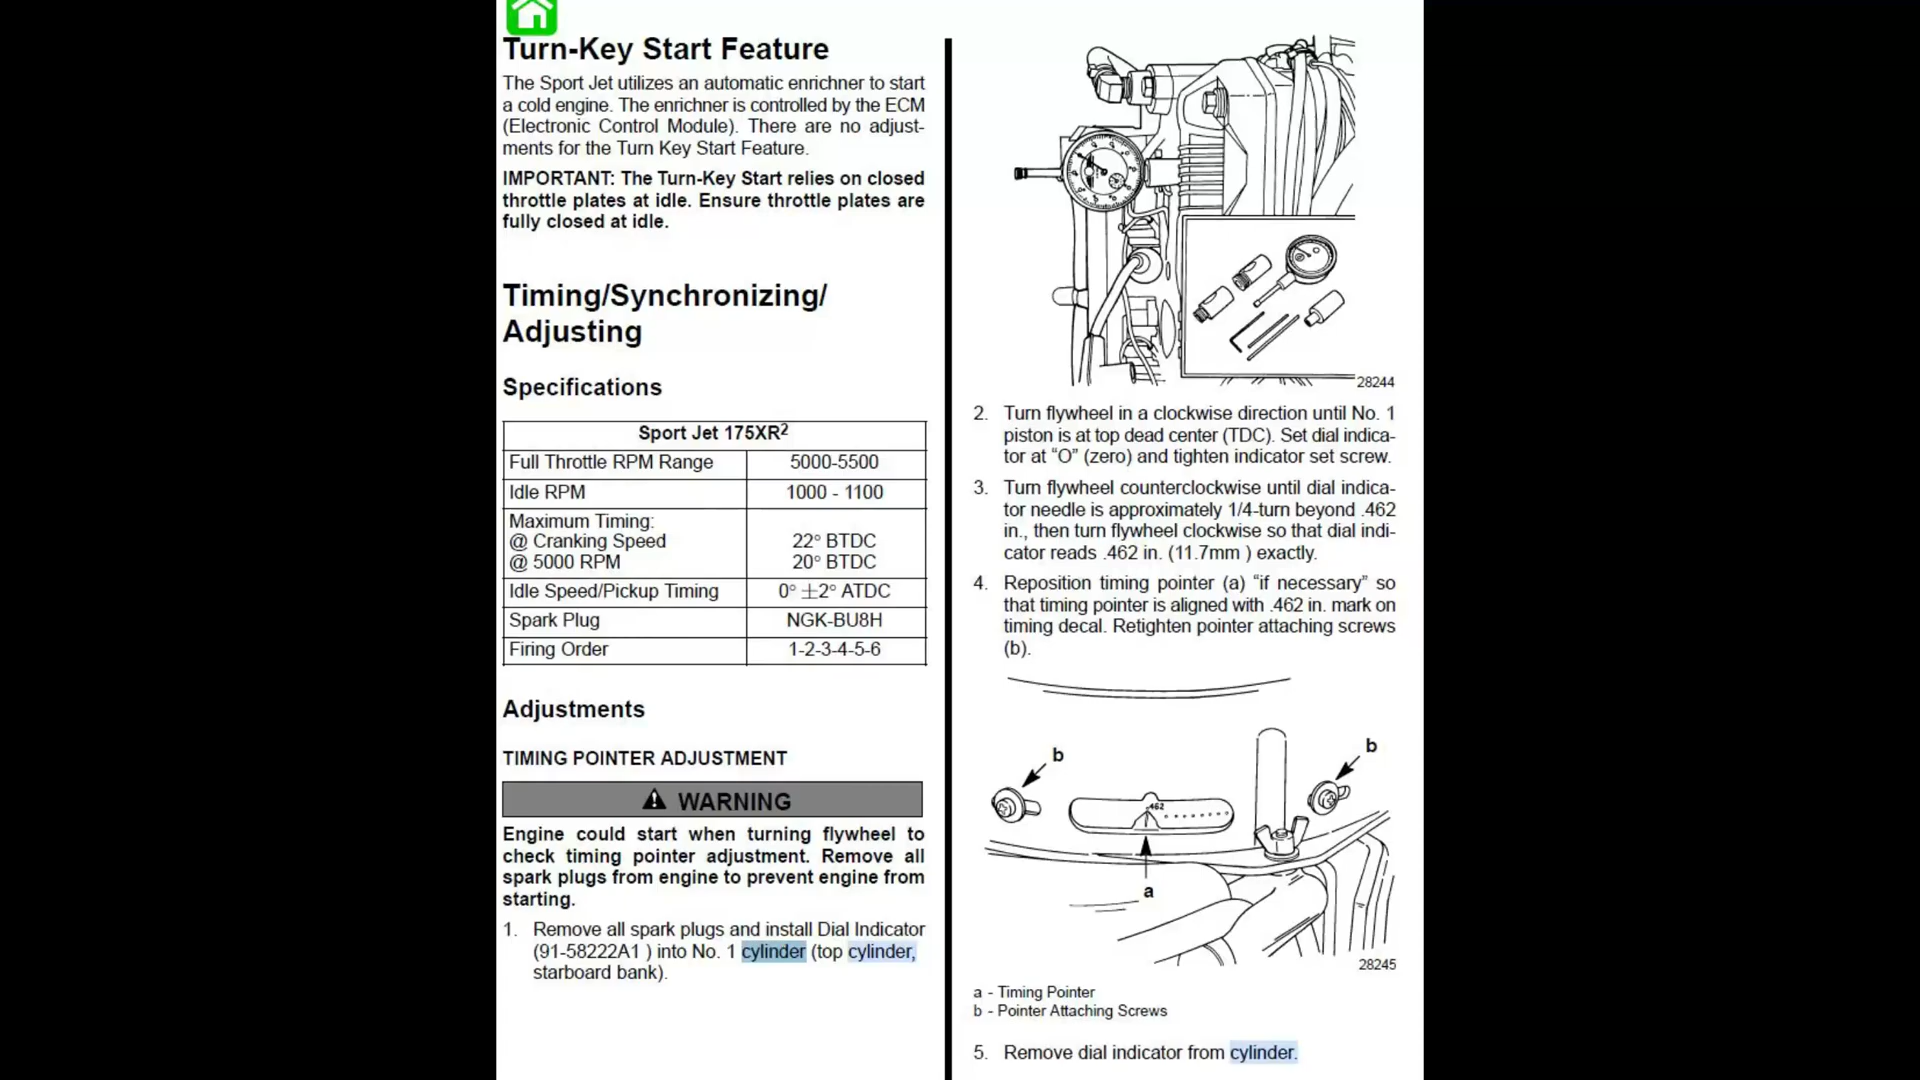 Turn-Key Start Feature
The Sport Jet utilizes an automatic enrichner to start
a cold engine. The enrichner is controlled by the ECM
(Electronic Control Module). There are no adjust-
ments for the Turn Key Start Feature.
IMPORTANT: The Turn-Key Start relies on closed
throttle plates at idle. Ensure throttle plates are
fully closed at idle.
Timing/Synchronizing/
Adjusting
Specifications
Sport Jet 175XR2
Full Throttle RPM Range 5000-5500
Idle RPM 1000 - 1100
Maximum Timing:
@ Cranking Speed 22° BTDC
@ 5000 RPM 20° BTDC
Idle Speed/Pickup Timing 0° ±2° ATDC
Spark Plug NGK-BU8H
Firing Order 1-2-3-4-5-6
Adjustments
TIMING POINTER ADJUSTMENT
WARNING
Engine could start when turning flywheel to
check timing pointer adjustment. Remove all
spark plugs from engine to prevent engine from
starting.
1. Remove all spark plugs and install Dial Indicator
(91-58222A1 ) into No. 1 cylinder (top cylinder,
starboard bank).
28244
2. Turn flywheel in a clockwise direction until No. 1
piston is at top dead center (TDC). Set dial indica-
tor at “O” (zero) and tighten indicator set screw.
3. Turn flywheel counterclockwise until dial indica-
tor needle is approximately 1/4-turn beyond .462
in., then turn flywheel clockwise so that dial indi-
cator reads .462 in. (11.7mm ) exactly.
4. Reposition timing pointer (a) “if necessary” so
that timing pointer is aligned with .462 in. mark on
timing decal. Retighten pointer attaching screws
(b).
b
b
.462
a
28245
a - Timing Pointer
b - Pointer Attaching Screws
5. Remove dial indicator from cylinder.